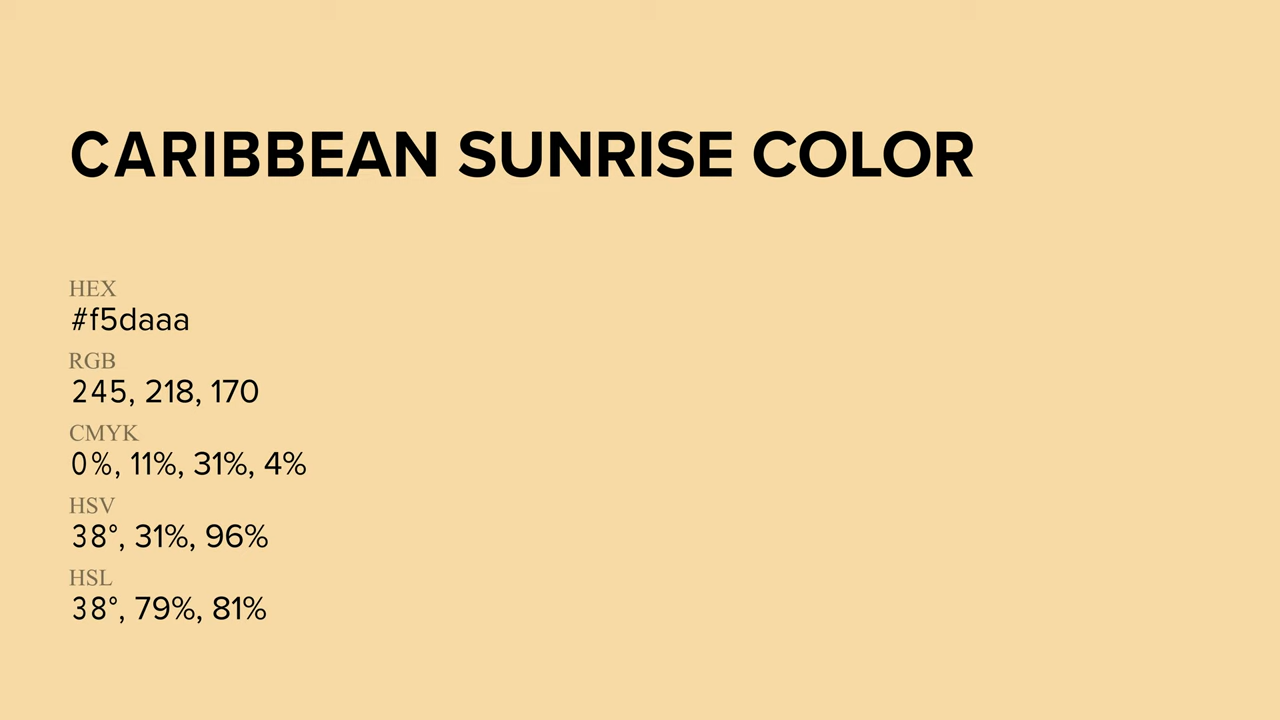 CARIBBEAN SUNRISE COLOR
HEX
#f5daaa
RGB
245, 218, 170
CMYK
0%, 11%, 31%, 4%
HSV
38°, 31%, 96%
HSL
38°, 79%, 81%